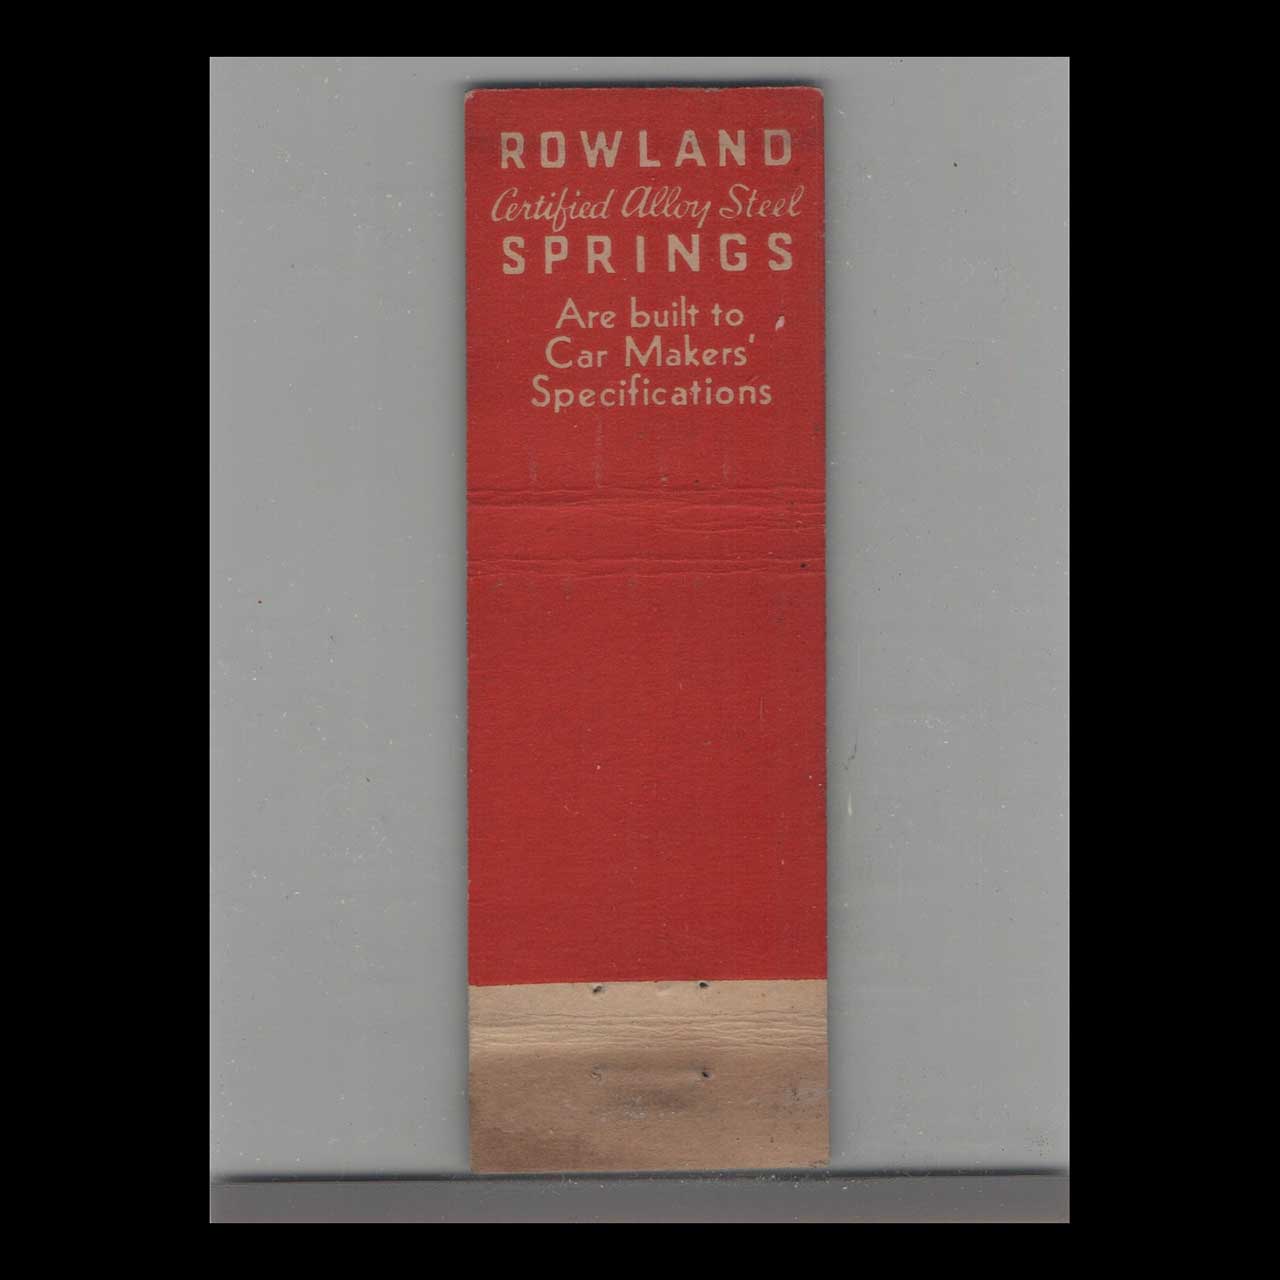 ROWLAND
Certified Alloy Steel
SPRINGS
Are built to
Car Makers'
Specifications